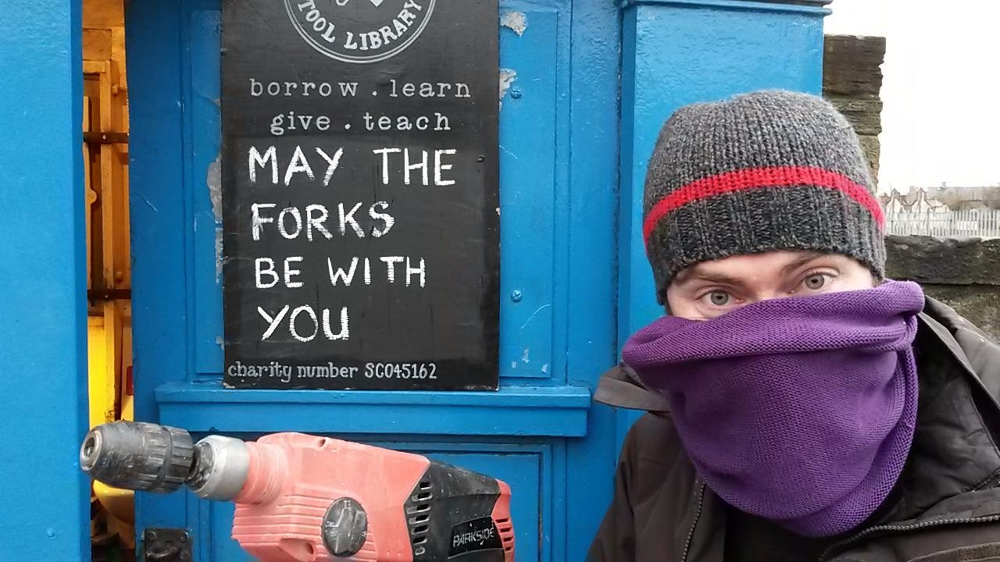 TOOL LIBRARY
borrow . learn
give . teach
MAY THE
FORKS
BE WITH
YOU
charity number SC045162
PARKSIDE